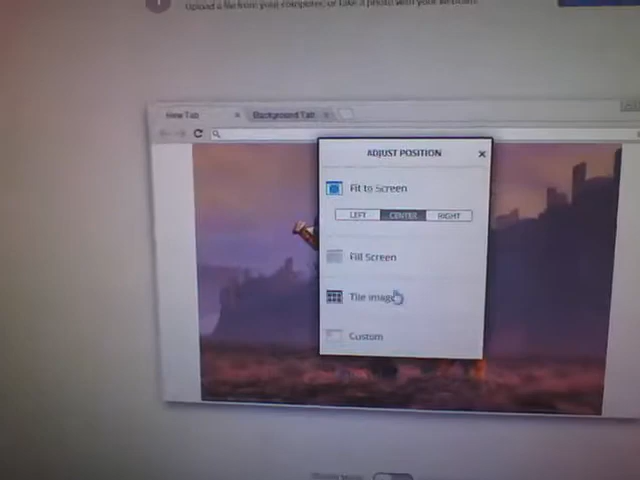 Upload a file from your computer, or take a photo with your webcam
New Tab
Background Tab
ADJUST POSITION
Fit to Screen
LEFT CENTER RIGHT
Fill Screen
Tile image
Custom